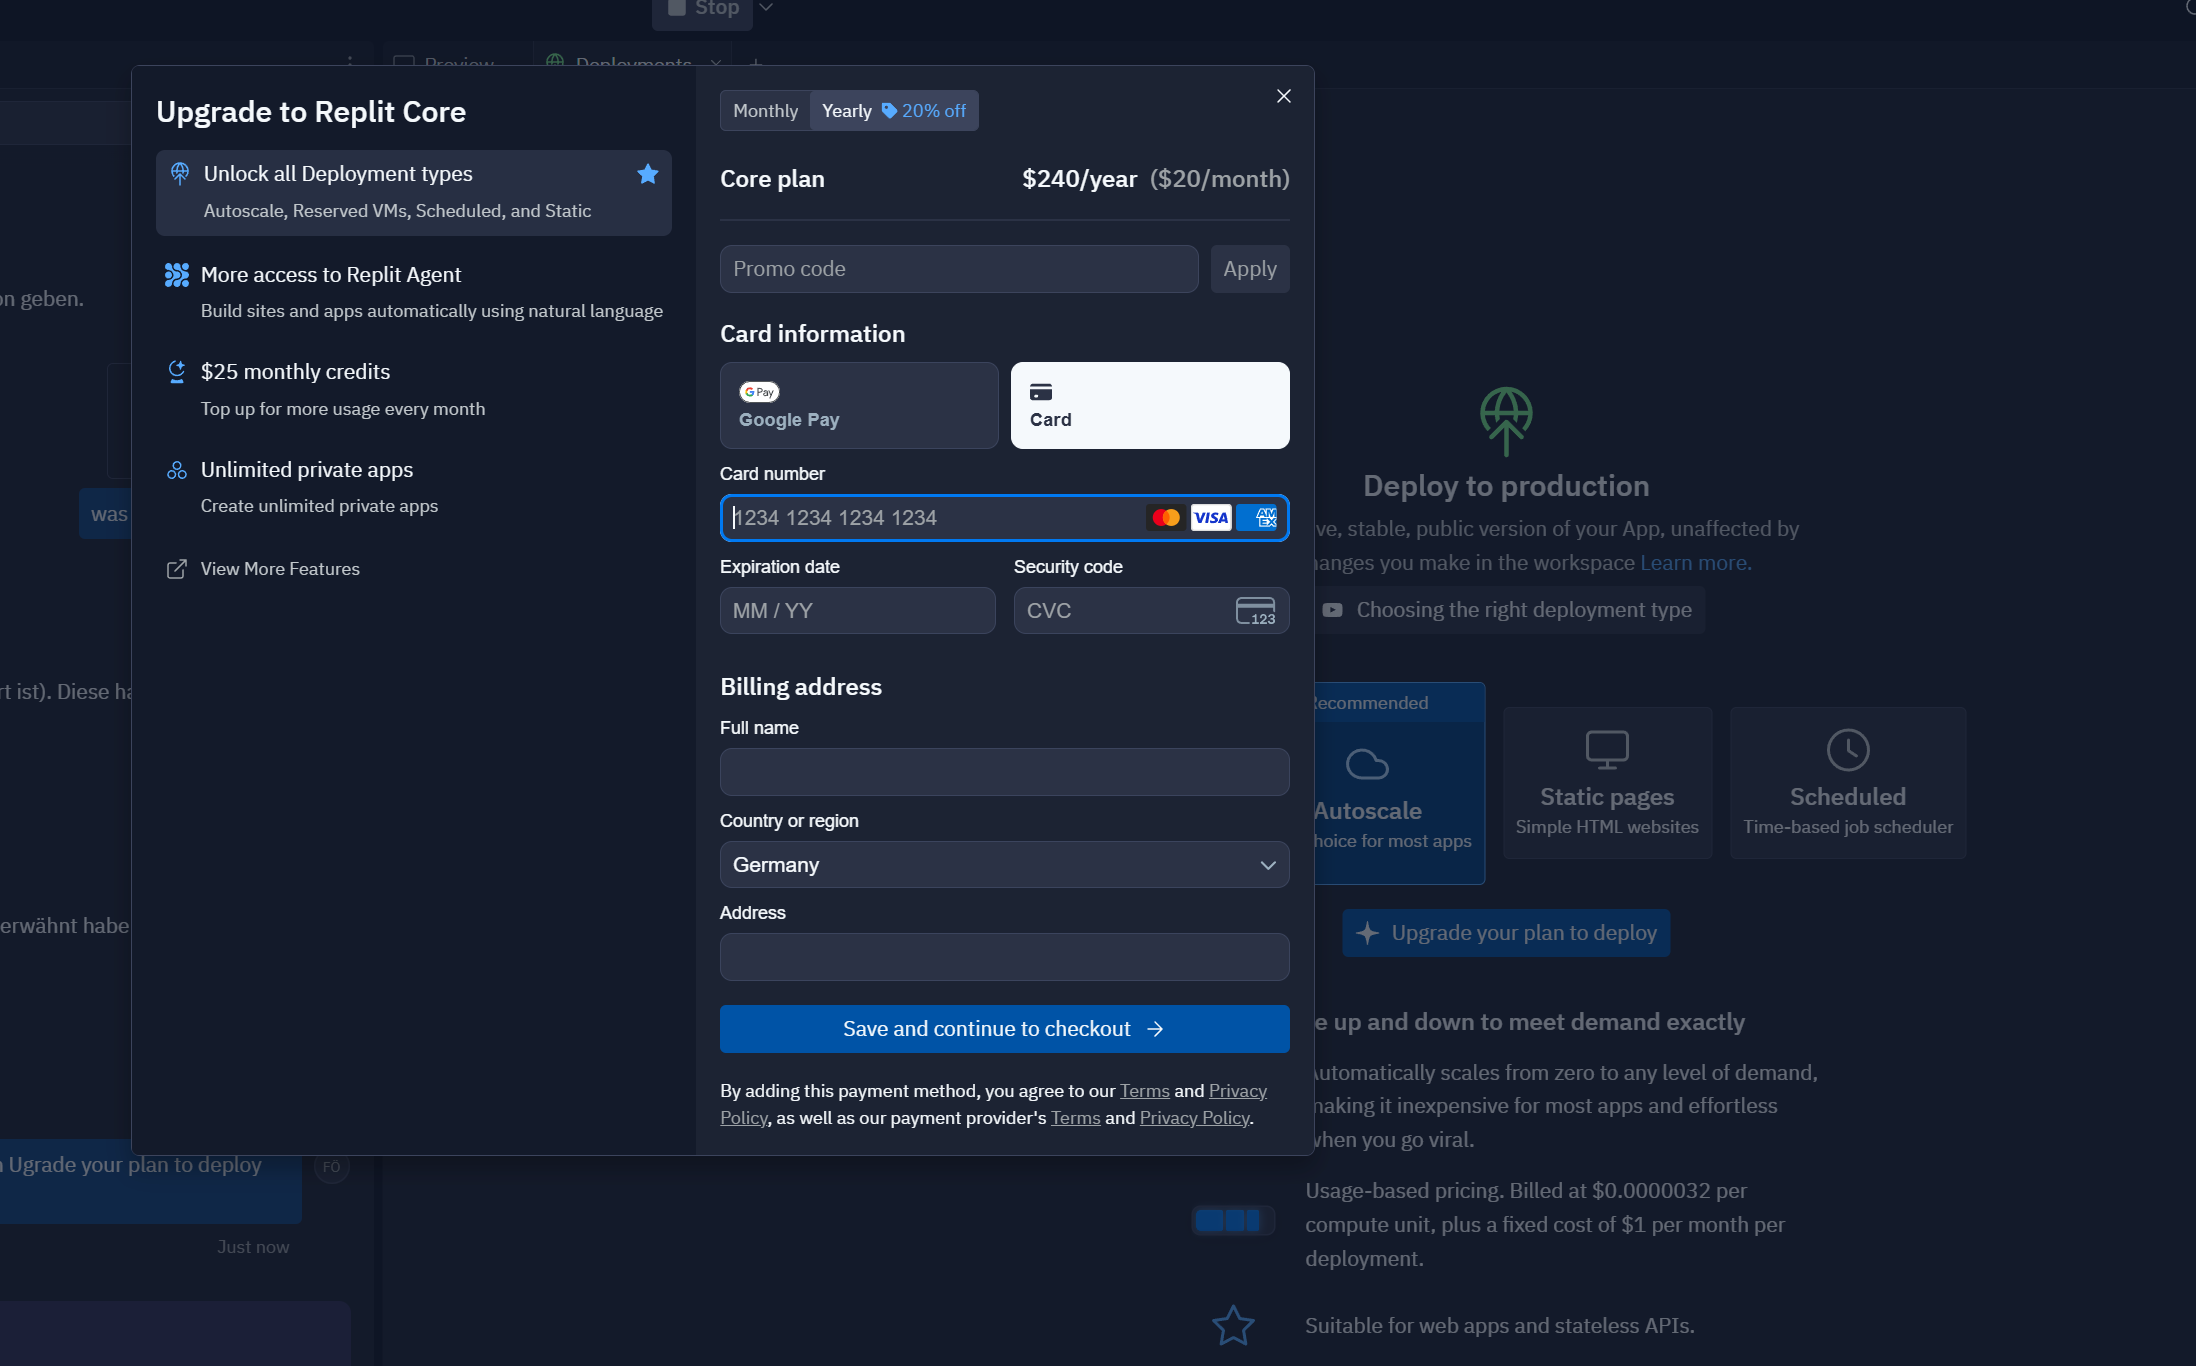 Stop
Preview
Deployments
Upgrade to Replit Core
Unlock all Deployment types
Autoscale, Reserved VMs, Scheduled, and Static
More access to Replit Agent
Build sites and apps automatically using natural language
$25 monthly credits
Top up for more usage every month
Unlimited private apps
Create unlimited private apps
View More Features
Monthly
Yearly 20% off
Core plan $240/year ($20/month)
Promo code
Apply
Card information
G Pay
Google Pay
Card
Card number
1234 1234 1234 1234
VISA
AMEX
Expiration date
Security code
MM / YY
CVC
123
Billing address
Full name
Country or region
Germany
Address
Save and continue to checkout
By adding this payment method, you agree to our Terms and Privacy
Policy, as well as our payment provider's Terms and Privacy Policy.
on geben.
was
rt ist). Diese ha
erwähnt habe
Ugrade your plan to deploy
FÖ
Just now
Deploy to production
ve, stable, public version of your App, unaffected by
anges you make in the workspace Learn more.
Choosing the right deployment type
Recommended
Autoscale
hoice for most apps
Static pages
Simple HTML websites
Scheduled
Time-based job scheduler
Upgrade your plan to deploy
e up and down to meet demand exactly
Automatically scales from zero to any level of demand,
making it inexpensive for most apps and effortless
when you go viral.
Usage-based pricing. Billed at $0.0000032 per
compute unit, plus a fixed cost of $1 per month per
deployment.
Suitable for web apps and stateless APIs.